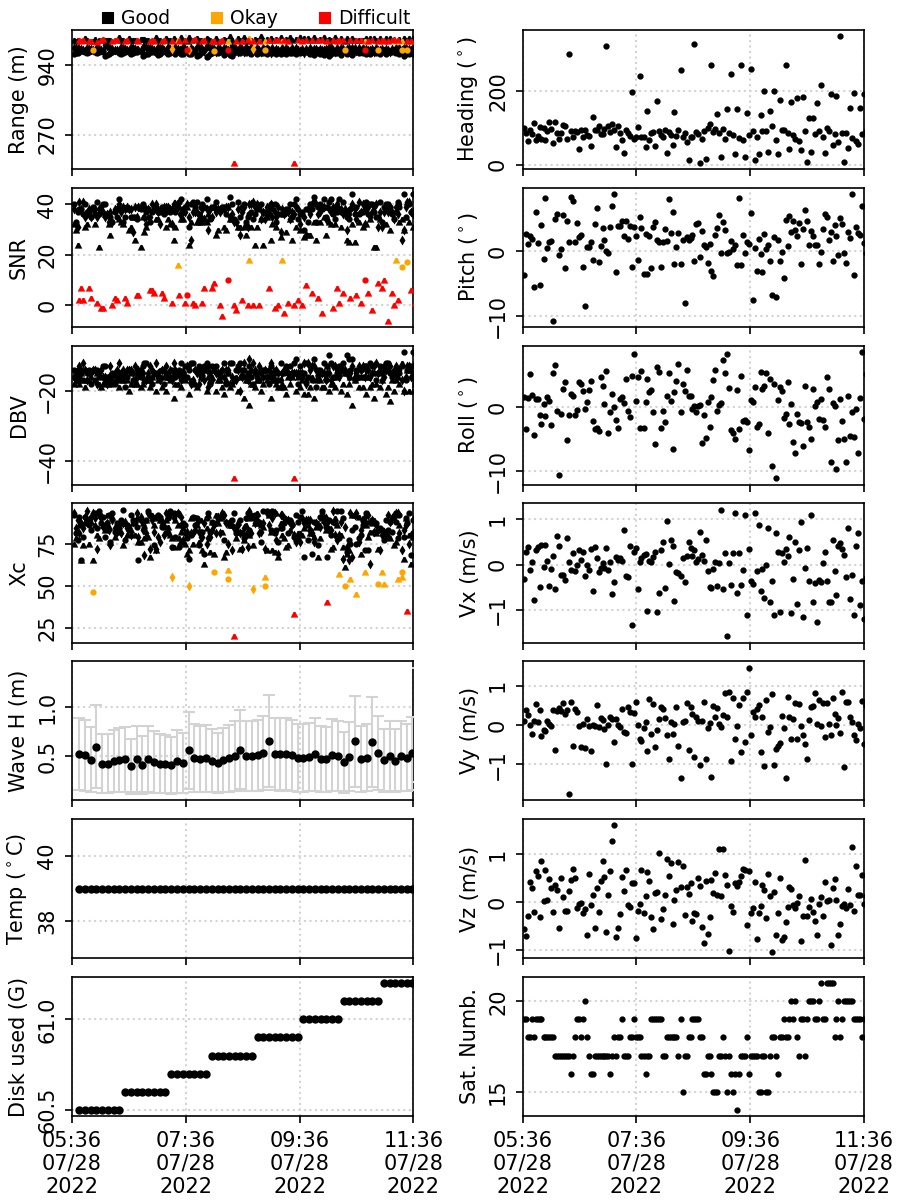 Good Okay Difficult
Range (m)
940
270
Heading (°)
200
0
SNR
40
20
0
Pitch (°)
0
−10
DBV
−20
−40
Roll (°)
0
−10
Xc
75
50
25
Vx (m/s)
1
0
−1
Wave H (m)
1.0
0.5
Vy (m/s)
1
0
−1
Temp (°C)
40
38
Vz (m/s)
1
0
−1
Disk used (G)
61.0
60.5
Sat. Numb.
20
15
05:36 07:36 09:36 11:36
07/28 07/28 07/28 07/28
2022 2022 2022 2022
05:36 07:36 09:36 11:36
07/28 07/28 07/28 07/28
2022 2022 2022 2022